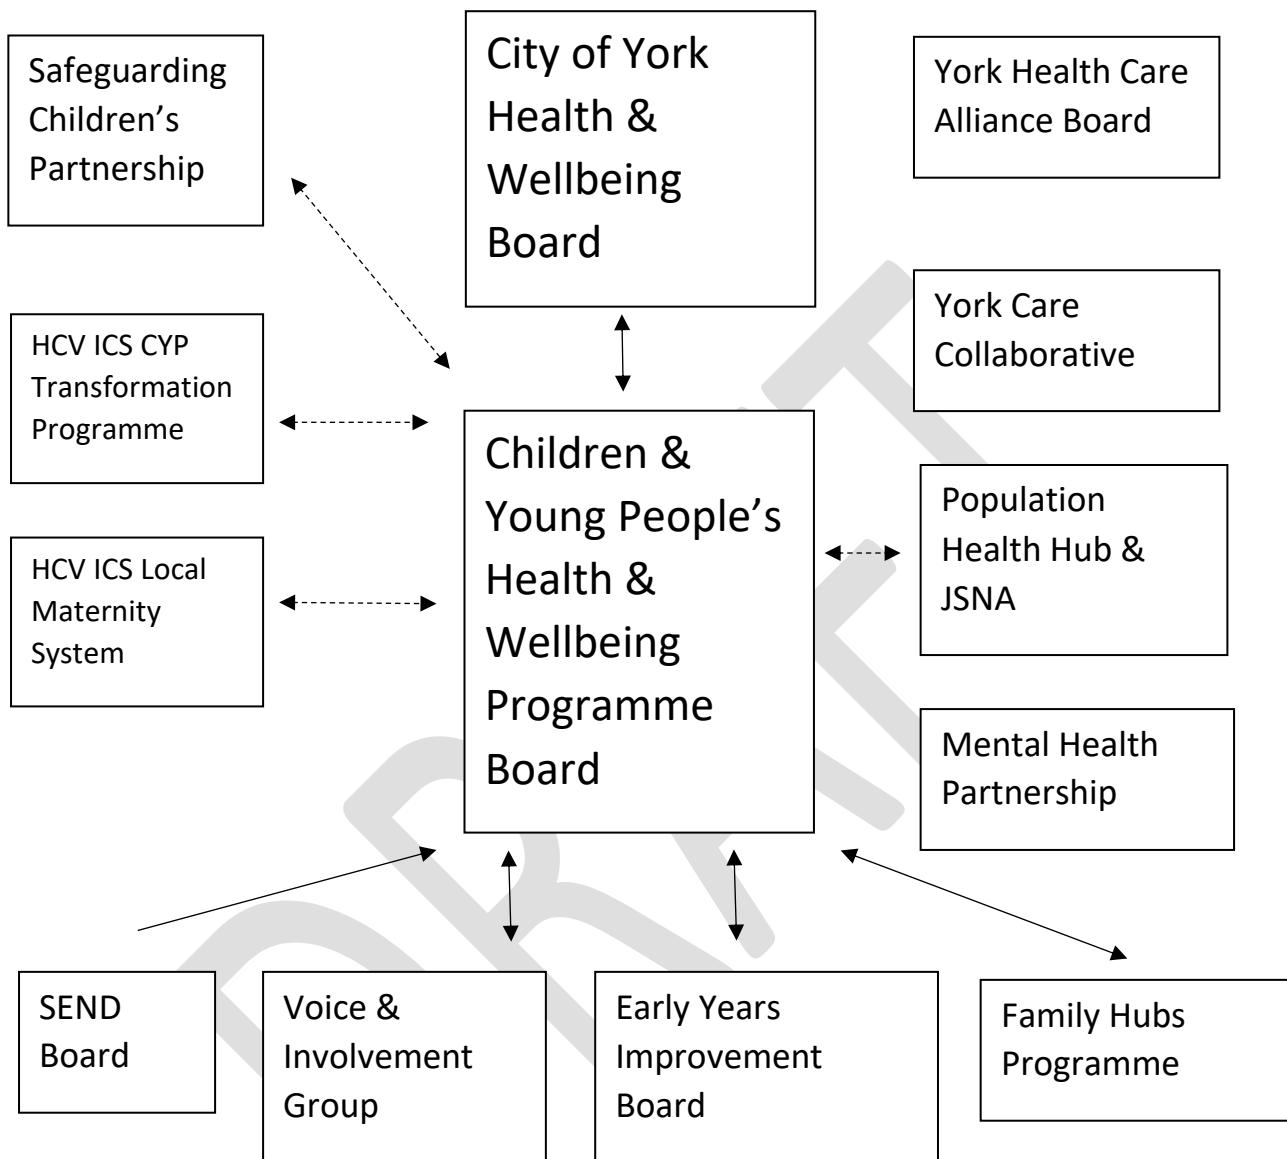 Safeguarding
Children's
Partnership
City of York
Health &
Wellbeing
Board
York Health Care
Alliance Board
HCV ICS CYP
Transformation
Programme
York Care
Collaborative
Children &
Young People's
Health &
Wellbeing
Programme
Board
Population
Health Hub &
JSNA
HCV ICS Local
Maternity
System
Mental Health
Partnership
SEND
Board
Voice &
Involvement
Group
Early Years
Improvement
Board
Family Hubs
Programme
DRAFT